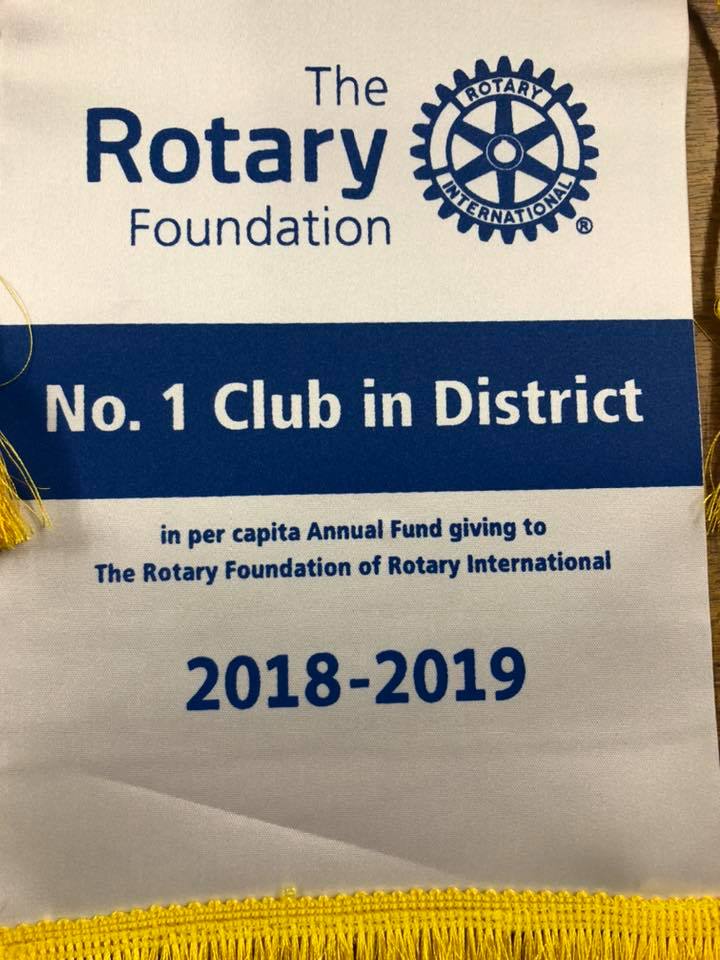 The
Rotary
Foundation
ROTARY
INTERNATIONAL
®
No. 1 Club in District
in per capita Annual Fund giving to
The Rotary Foundation of Rotary International
2018-2019